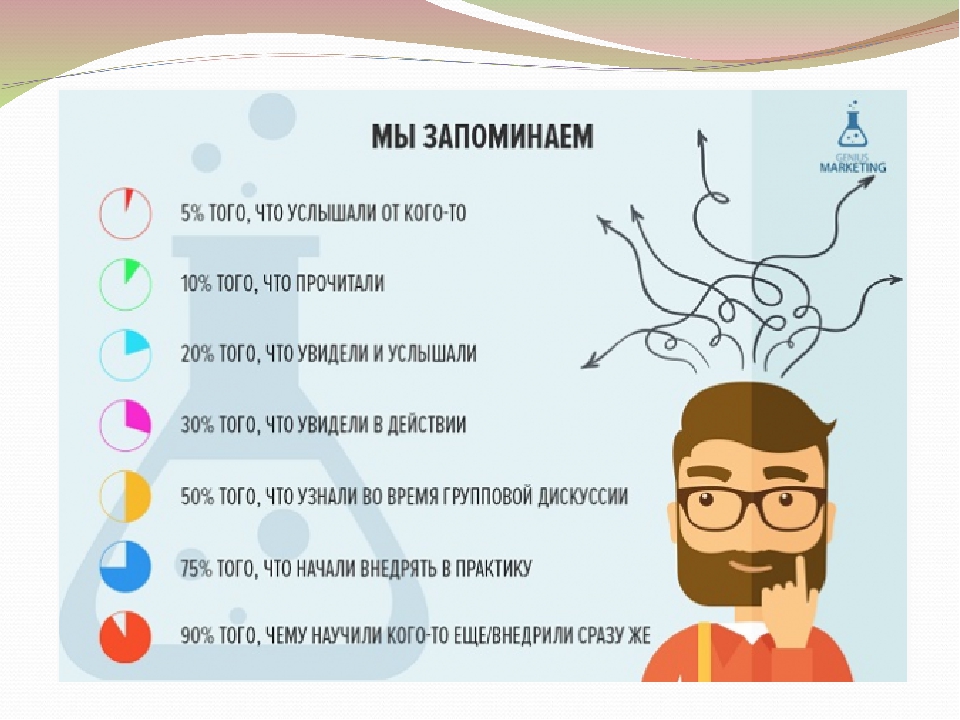 МЫ ЗАПОМИНАЕМ
GENIUS
MARKETING
5% ТОГО, ЧТО УСЛЫШАЛИ ОТ КОГО-ТО
10% ТОГО, ЧТО ПРОЧИТАЛИ
20% ТОГО, ЧТО УВИДЕЛИ И УСЛЫШАЛИ
30% ТОГО, ЧТО УВИДЕЛИ В ДЕЙСТВИИ
50% ТОГО, ЧТО УЗНАЛИ ВО ВРЕМЯ ГРУППОВОЙ ДИСКУССИИ
75% ТОГО, ЧТО НАЧАЛИ ВНЕДРЯТЬ В ПРАКТИКУ
90% ТОГО, ЧЕМУ НАУЧИЛИ КОГО-ТО ЕЩЕ/ВНЕДРИЛИ СРАЗУ ЖЕ